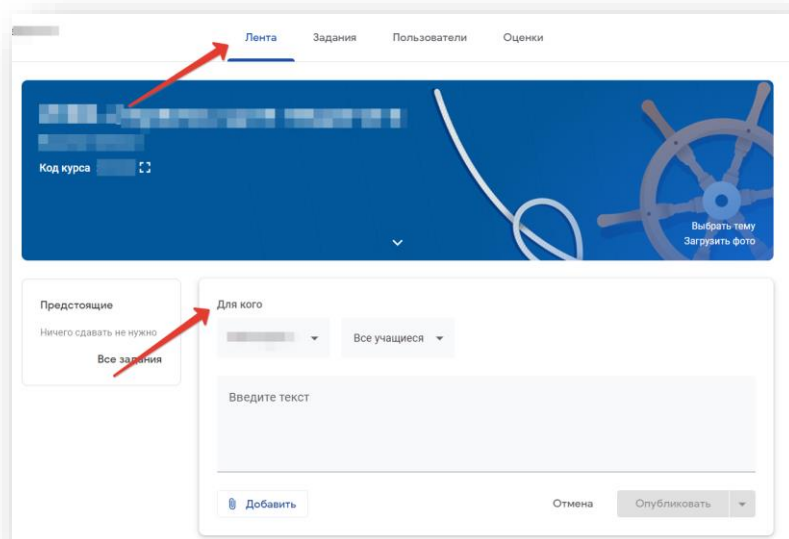 Лента Задания Пользователи Оценки
Код курса
Выбрать тему
Загрузить фото
Предстоящие
Ничего сдавать не нужно
Все задания
Для кого
Все учащиеся
Введите текст
Добавить Отмена Опубликовать